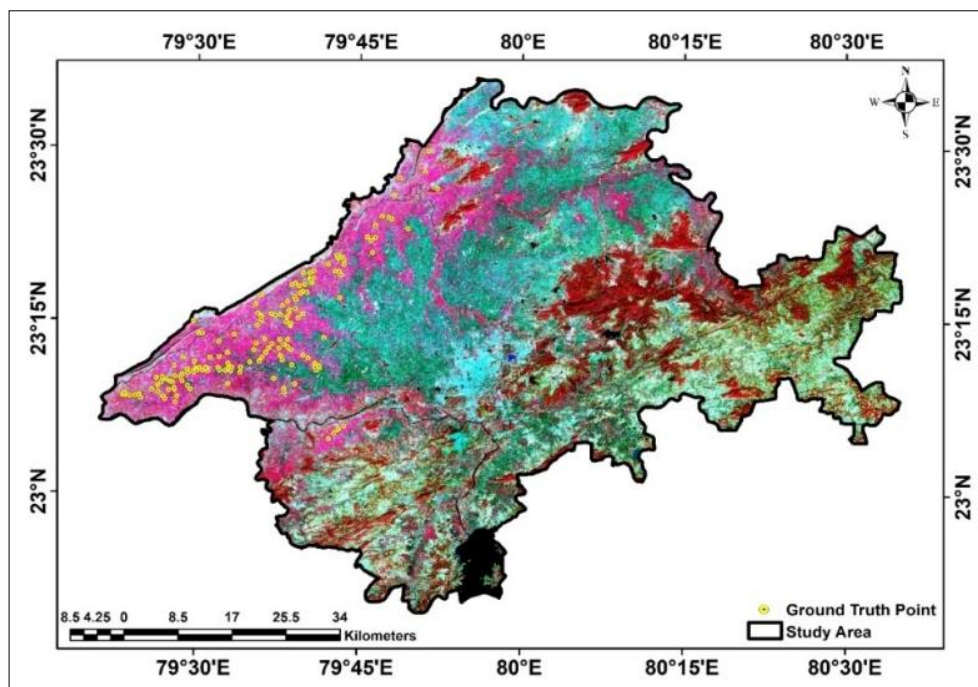 79°30'E 79°45'E 80°E 80°15'E 80°30'E
N
W E
S
23°30'N 23°30'N
23°15'N 23°15'N
23°N 23°N
8.5 4.25 0 8.5 17 25.5 34
Kilometers
Ground Truth Point
Study Area
79°30'E 79°45'E 80°E 80°15'E 80°30'E